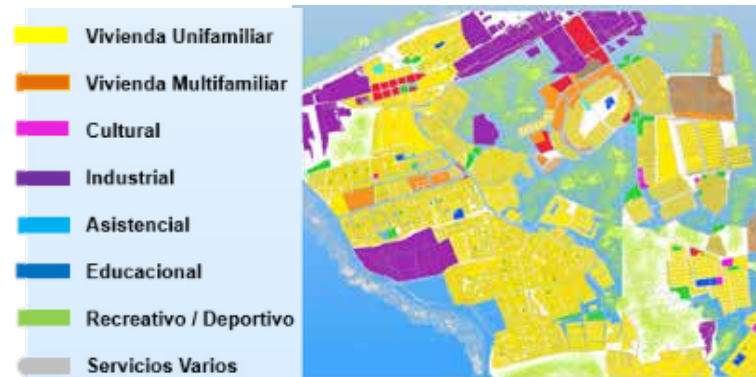 Vivienda Unifamiliar
Vivienda Multifamiliar
Cultural
Industrial
Asistencial
Educacional
Recreativo / Deportivo
Servicios Varios